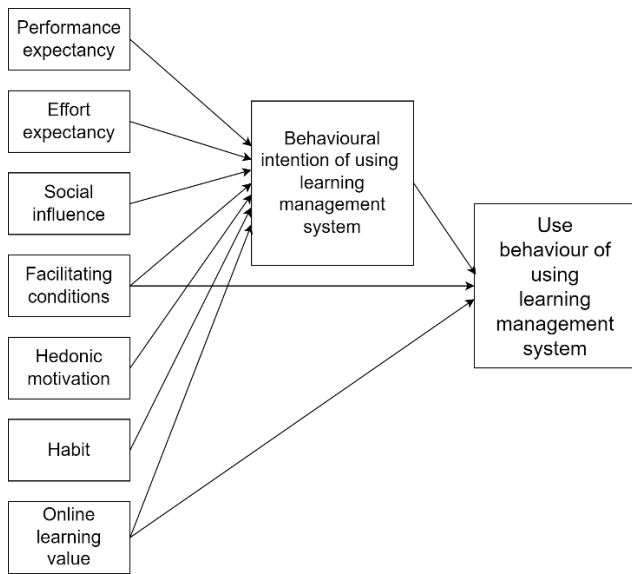 Performance
expectancy
Effort
expectancy
Social
influence
Facilitating
conditions
Hedonic
motivation
Habit
Online
learning
value
Behavioural
intention of using
learning
management
system
Use
behaviour of
using
learning
management
system